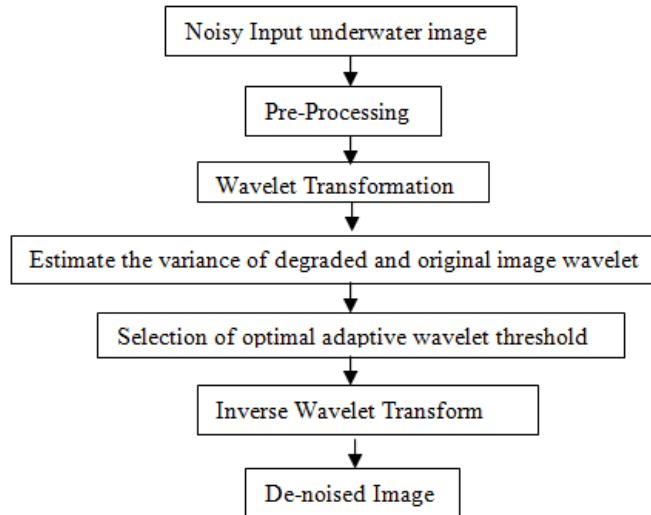 Noisy Input underwater image
Pre-Processing
Wavelet Transformation
Estimate the variance of degraded and original image wavelet
Selection of optimal adaptive wavelet threshold
Inverse Wavelet Transform
De-noised Image